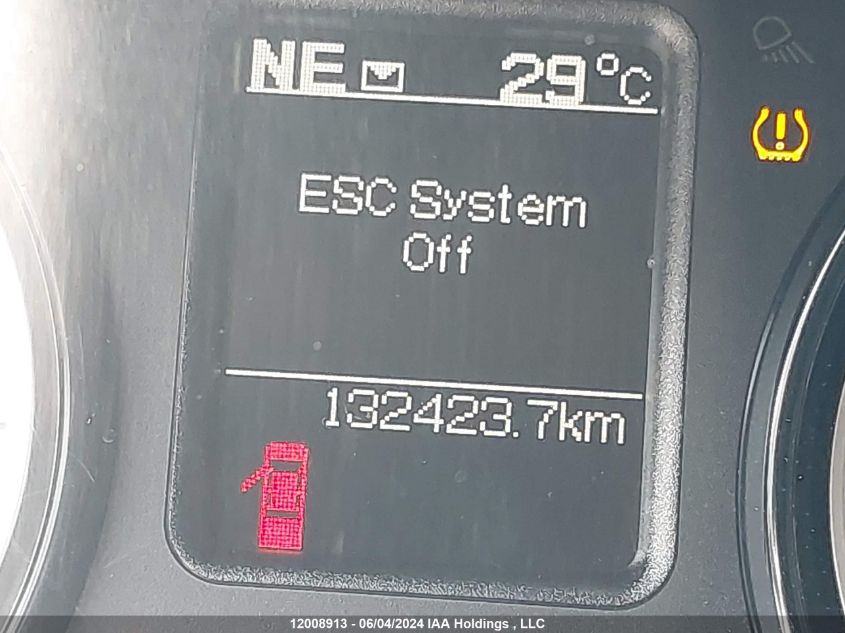 NE 29°C
ESC System
Off
132423.7km
12008913 - 06/04/2024 IAA Holdings , LLC